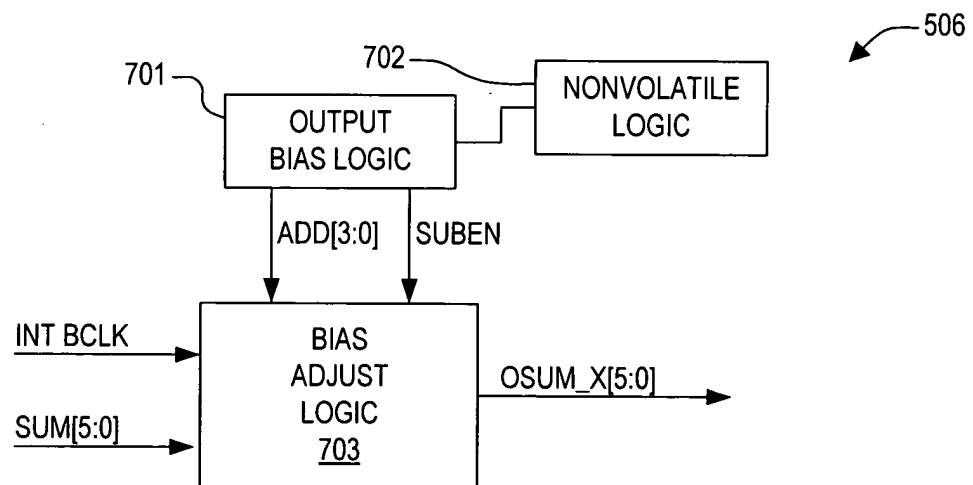 506
702
NONVOLATILE
LOGIC
701
OUTPUT
BIAS LOGIC
ADD[3:0]
SUBEN
INT BCLK
SUM[5:0]
BIAS
ADJUST
LOGIC
703
OSUM_X[5:0]